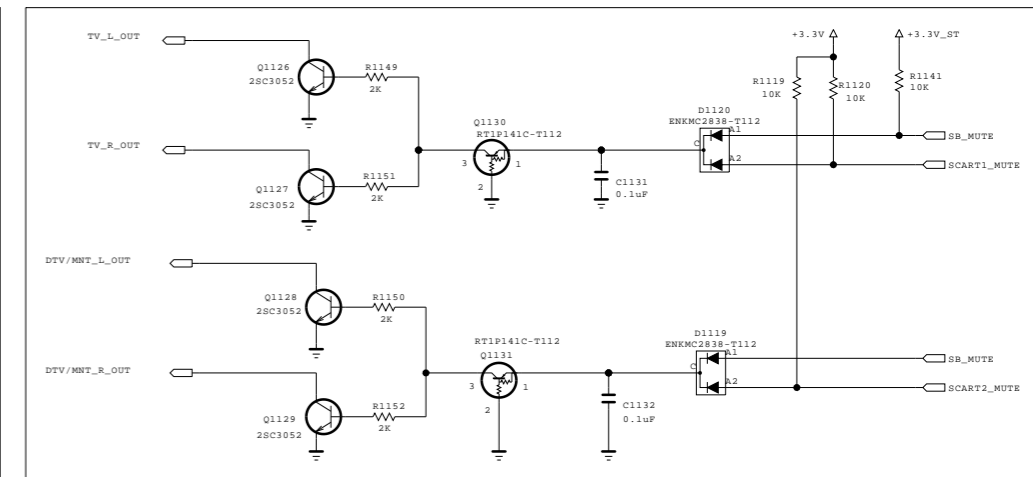 TV_L_OUT
Q1126
2SC3052
R1149
2K
TV_R_OUT
Q1127
2SC3052
R1151
2K
Q1130
RT1P141C-T112
3
1
2
C1131
0.1uF
D1120
ENKMC2838-T112
A1
C
A2
+3.3V
+3.3V_ST
R1119
10K
R1120
10K
R1141
10K
SB_MUTE
SCART1_MUTE
DTV/MNT_L_OUT
Q1128
2SC3052
R1150
2K
DTV/MNT_R_OUT
Q1129
2SC3052
R1152
2K
RT1P141C-T112
Q1131
3
1
2
C1132
0.1uF
D1119
ENKMC2838-T112
A1
C
A2
SB_MUTE
SCART2_MUTE